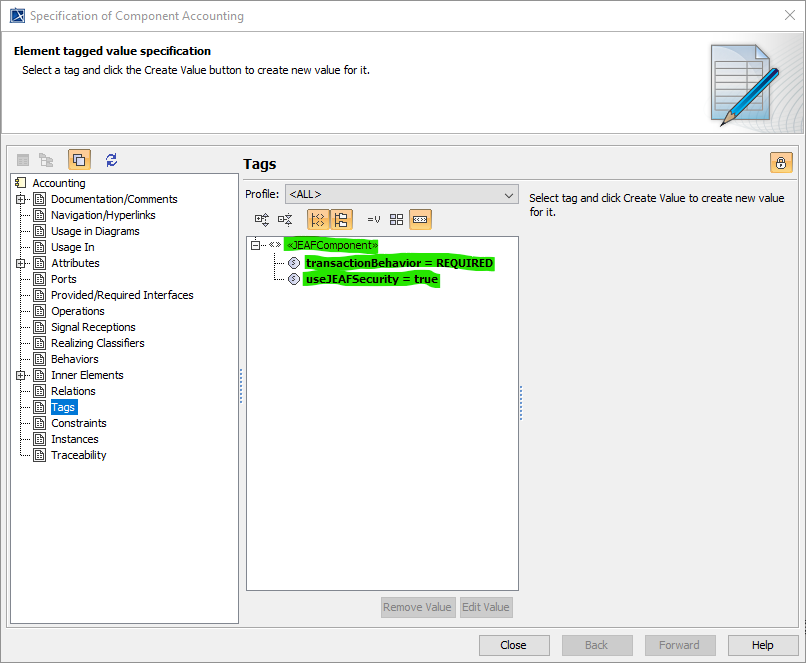 Specification of Component Accounting
Element tagged value specification
Select a tag and click the Create Value button to create new value for it.
Accounting
Documentation/Comments
Navigation/Hyperlinks
Usage in Diagrams
Usage In
Attributes
Ports
Provided/Required Interfaces
Operations
Signal Receptions
Realizing Classifiers
Behaviors
Inner Elements
Relations
Tags
Constraints
Instances
Traceability
Tags
Profile: <ALL>
=V
«JEAFComponent»
transactionBehavior = REQUIRED
useJEAFSecurity = true
Remove Value Edit Value
Select tag and click Create Value to create new value
for it.
Close Back Forward Help